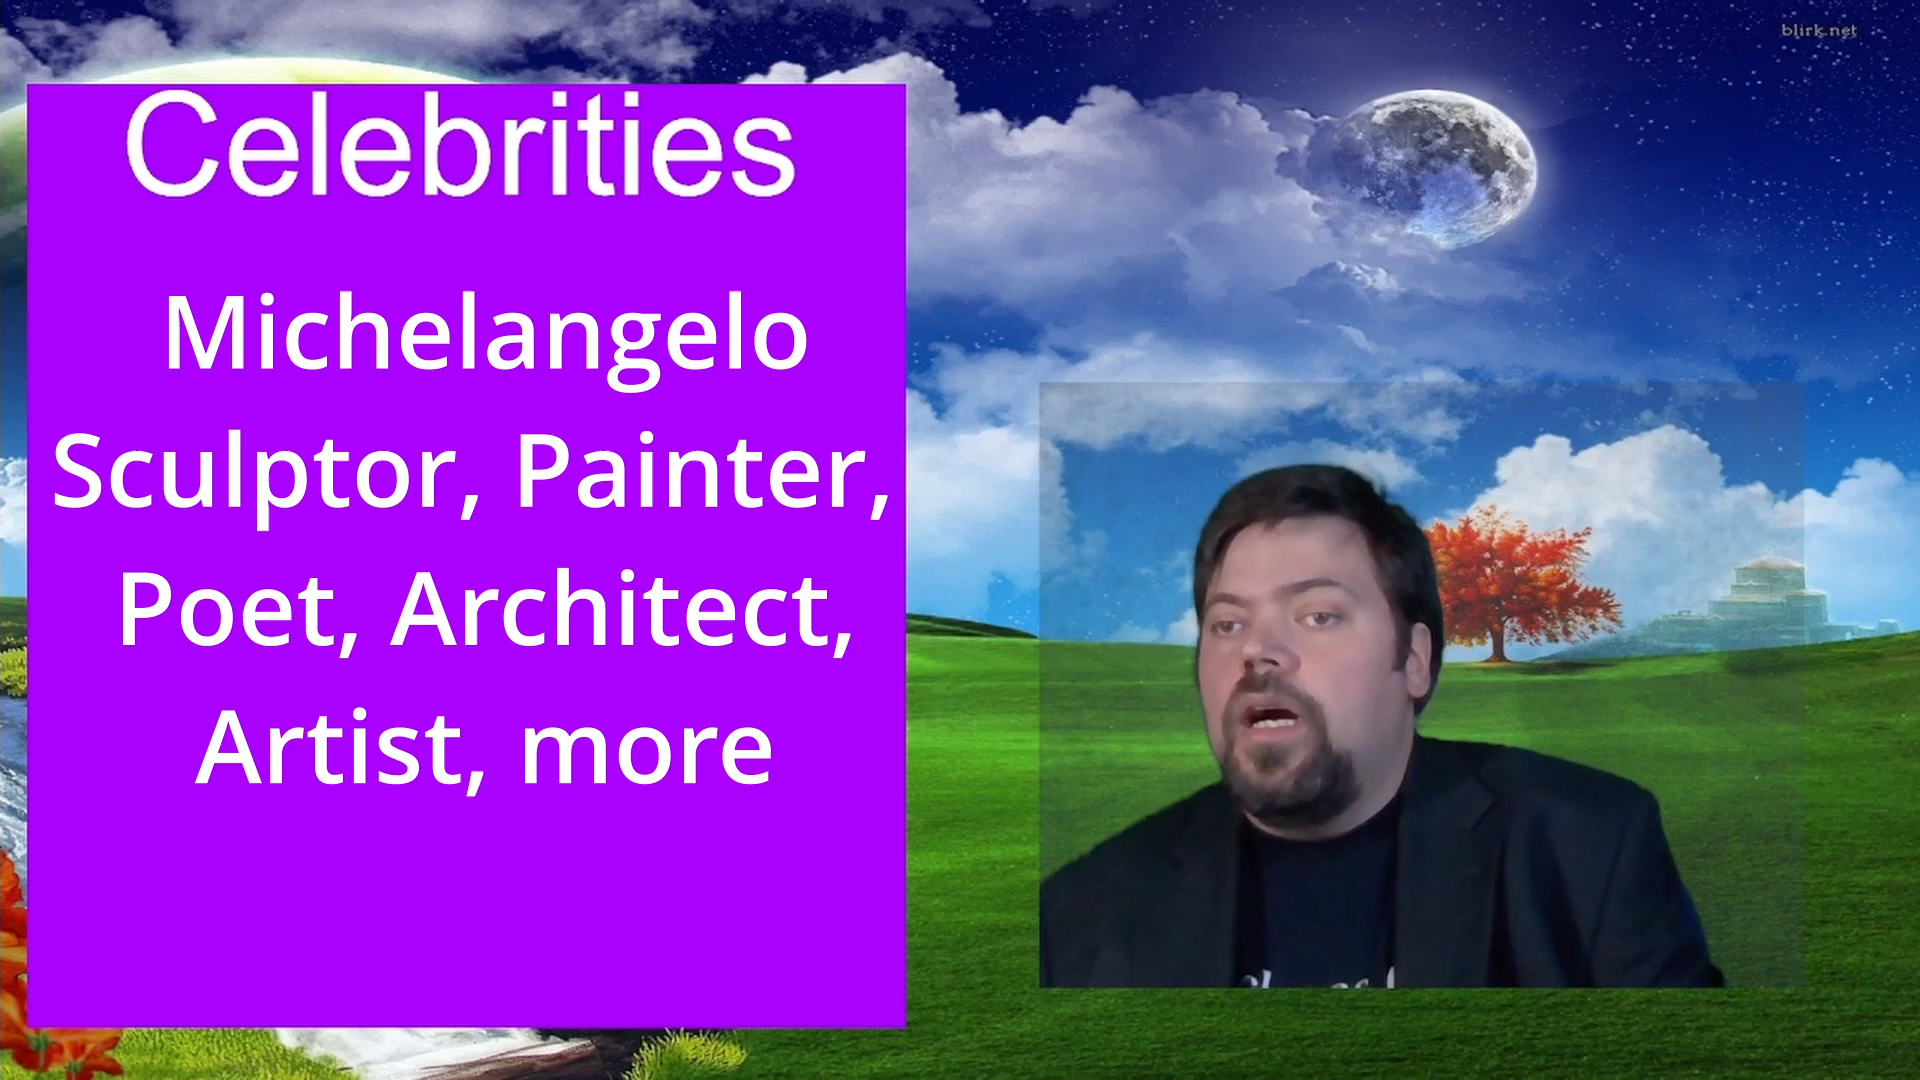 blirk.net
Celebrities
Michelangelo
Sculptor, Painter,
Poet, Architect,
Artist, more